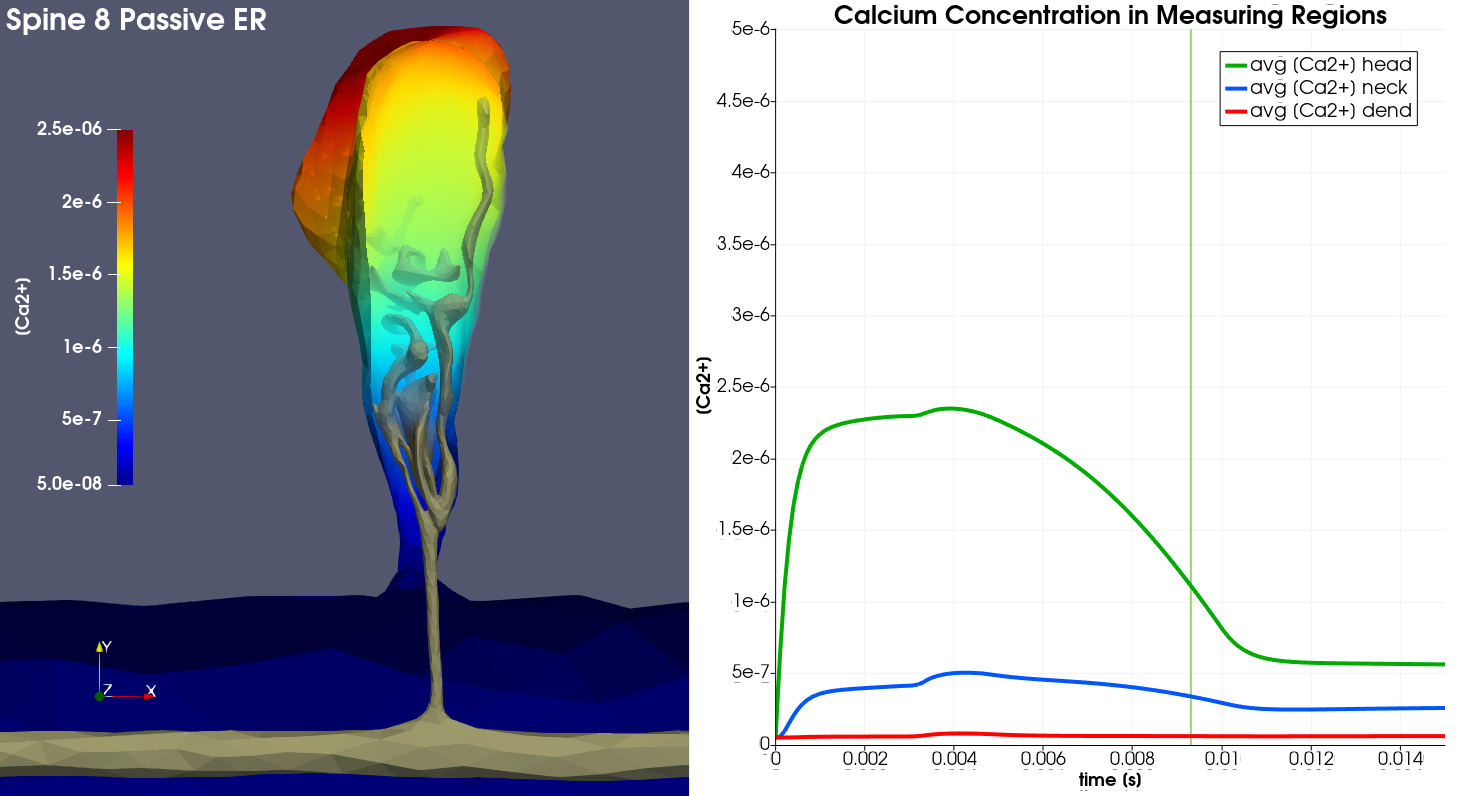 Spine 8 Passive ER
2.5e-06
2e-6
1.5e-6
1e-6
5e-7
5.0e-08
(Ca2+)
Y
Z
X
Calcium Concentration in Measuring Regions
avg (Ca2+) head
avg (Ca2+) neck
avg (Ca2+) dend
5e-6
4.5e-6
4e-6
3.5e-6
3e-6
2.5e-6
2e-6
1.5e-6
1e-6
5e-7
0
(Ca2+)
0 0.002 0.004 0.006 0.008 0.01 0.012 0.014
time (s)